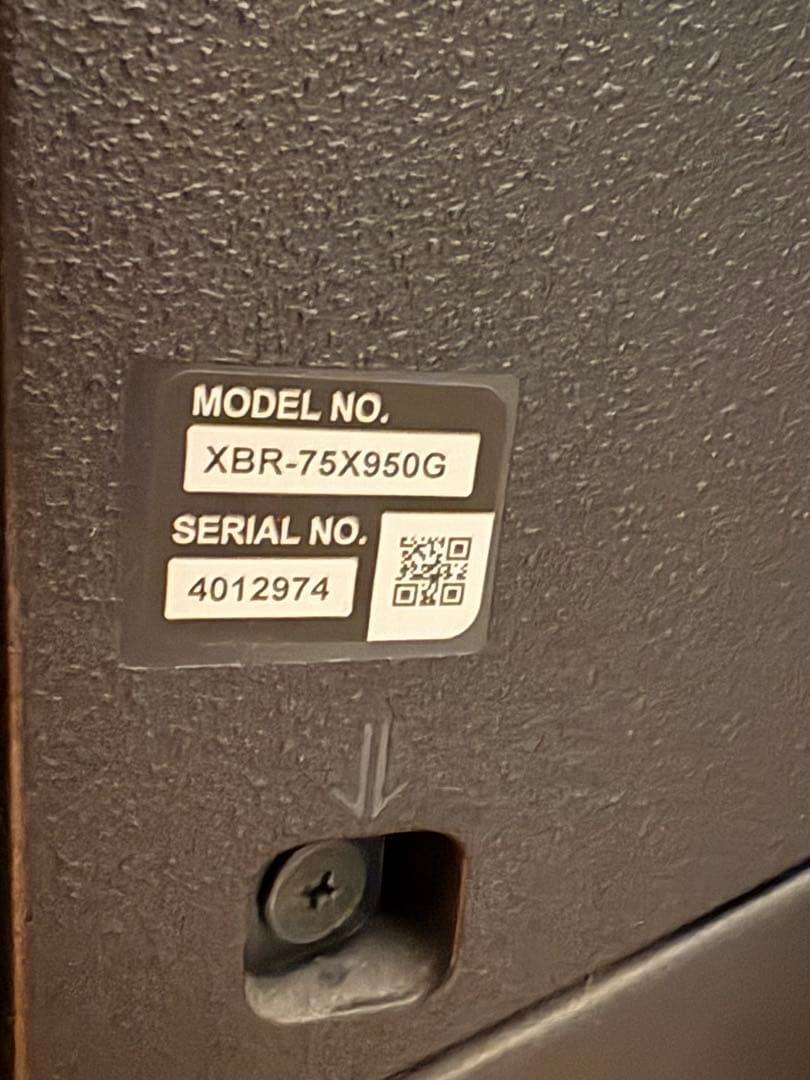 MODEL NO.
XBR-75X950G
SERIAL NO.
4012974